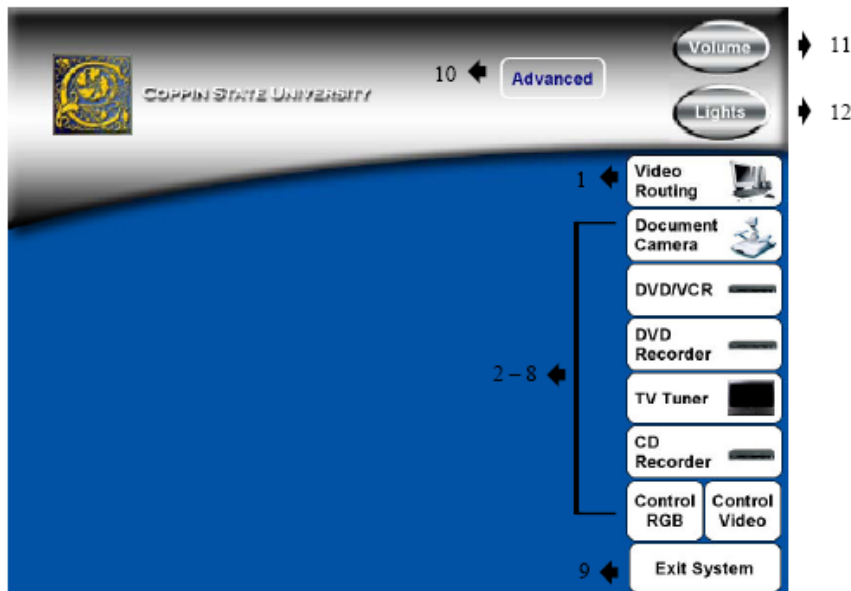 Volume
11
10
Advanced
COPPIN STATE UNIVERSITY
Lights
12
1
Video
Routing
Document
Camera
DVD/VCR
DVD
Recorder
2 – 8
TV Tuner
CD
Recorder
Control
RGB
Control
Video
9
Exit System